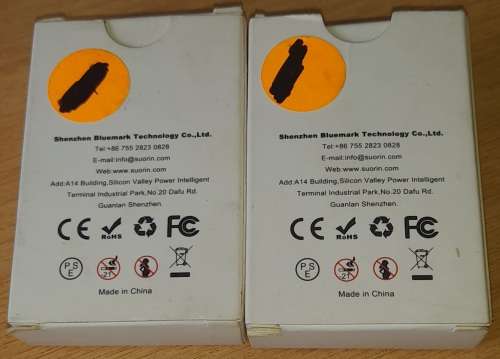 Shenzhen Bluemark Technology Co.,Ltd.
Tel:+86 755 2823 0828
E-mail:info@suorin.com
Web:www.suorin.com
Add:A14 Building,Silicon Valley Power Intelligent
Terminal Industrial Park,No.20 Dafu Rd.
Guanlan Shenzhen.
CE RoHS FC
PS
E
-21
Made in China
Shenzhen Bluemark Technology Co.,Ltd.
Tel:+86 755 2823 0828
E-mail:info@suorin.com
Web:www.suorin.com
Add:A14 Building,Silicon Valley Power Intelligent
Terminal Industrial Park,No.20 Dafu Rd.
Guanlan Shenzhen.
CE RoHS FC
PS
E
-21
Made in China